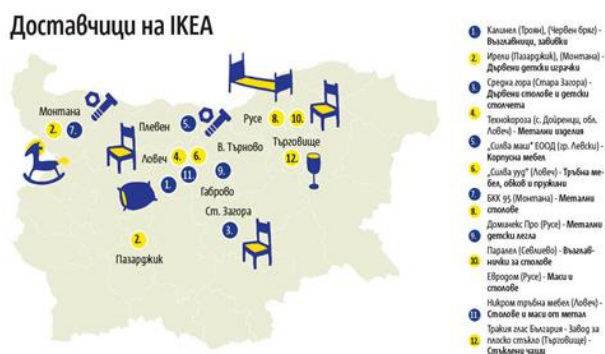 Доставчици на IKEA
Монтана
2.
7.
Плевен
5.
Русе
8.
10.
Търговище
12.
Ловеч
4.
6.
В. Търново
1.
11.
9.
Габрово
Ст. Загора
3.
2.
Пазарджик
1. Калинел (Троян), (Червен бряг) -
Възглавници, завивки
2. Ирели (Пазарджик), (Монтана) -
Дървени детски играчки
3. Средна гора (Стара Загора) -
Дървени столове и детски
столчета
4. Технокороза (с. Дойренци, обл.
Ловеч) - Метални изделия
5. „Силва маш" ЕООД (гр. Левски) -
Корпусна мебел
6. „Силва ууд" (Ловеч) - Тръбна ме-
бел, обков и пружини
7. БКК 95 (Монтана) - Метални
8. столове
Доминекс Про (Русе) - Метални
9. детски легла
Паралел (Севлиево) - Възглав-
10. нички за столове
Евродом (Русе) - Маси и
столове
Никром тръбна мебел (Ловеч) -
11. Столове и маси от метал
Тракия глас България - Завод за
12. плоско стъкло (Търговище) -
Стъклени чаши